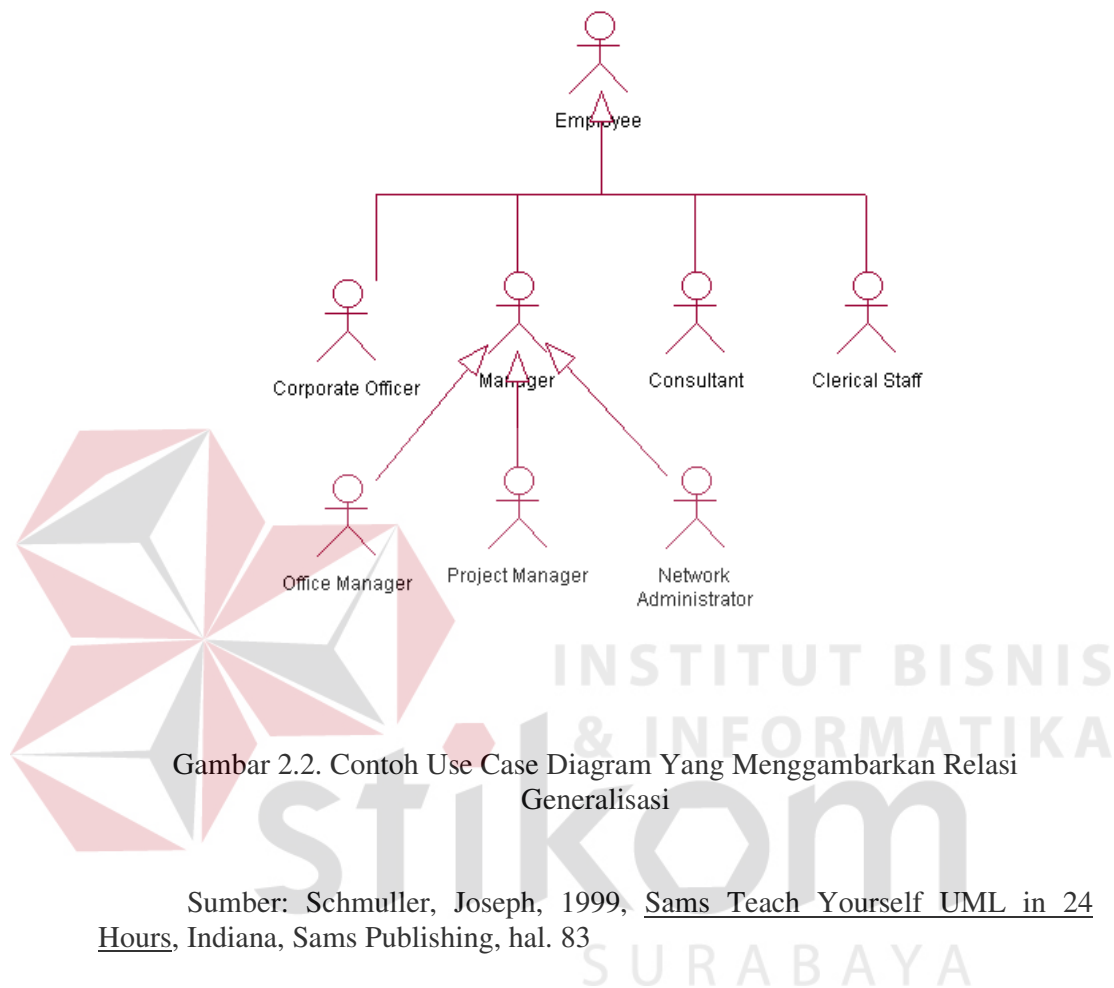 Employee
Corporate Officer
Manager
Consultant
Clerical Staff
Office Manager
Project Manager
Network
Administrator
INSTITUT BISNIS
& INFORMATIKA
stikom
SURABAYA
Gambar 2.2. Contoh Use Case Diagram Yang Menggambarkan Relasi
Generalisasi
Sumber: Schmuller, Joseph, 1999, Sams Teach Yourself UML in 24
Hours, Indiana, Sams Publishing, hal. 83